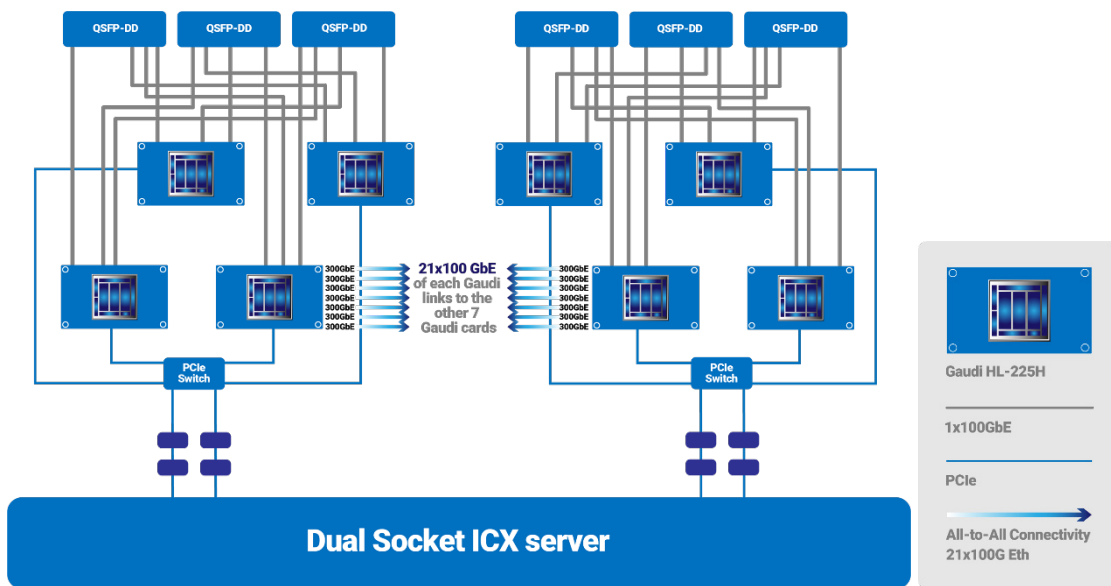 QSFP-DD
QSFP-DD
QSFP-DD
QSFP-DD
QSFP-DD
QSFP-DD
300GbE
300GbE
300GbE
300GbE
300GbE
300GbE
300GbE
21x100 GbE
of each Gaudi
links to the
other 7
Gaudi cards
300GbE
300GbE
300GbE
300GbE
300GbE
300GbE
300GbE
PCIe
Switch
PCIe
Switch
Dual Socket ICX server
Gaudi HL-225H
1x100GbE
PCIe
All-to-All Connectivity
21x100G Eth